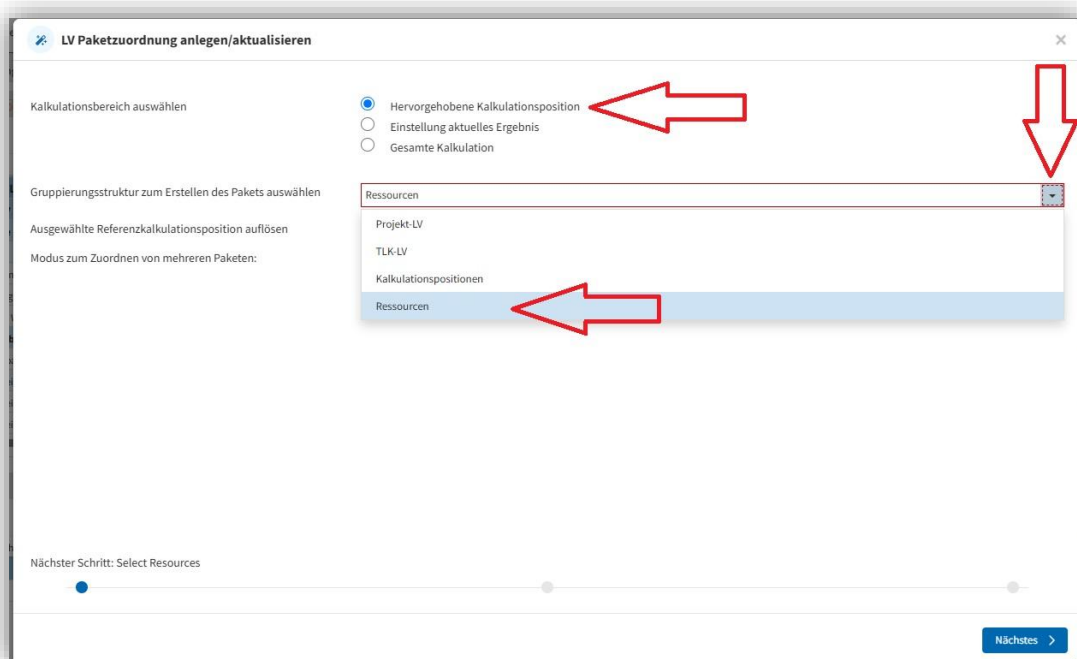 LV Paketzuordnung anlegen/aktualisieren
Kalkulationsbereich auswählen
Hervorgehobene Kalkulationsposition
Einstellung aktuelles Ergebnis
Gesamte Kalkulation
Gruppierungsstruktur zum Erstellen des Pakets auswählen
Ressourcen
Projekt-LV
Ausgewählte Referenzkalkulationsposition auflösen
TLK-LV
Modus zum Zuordnen von mehreren Paketen:
Kalkulationspositionen
Ressourcen
Nächster Schritt: Select Resources
Nächstes